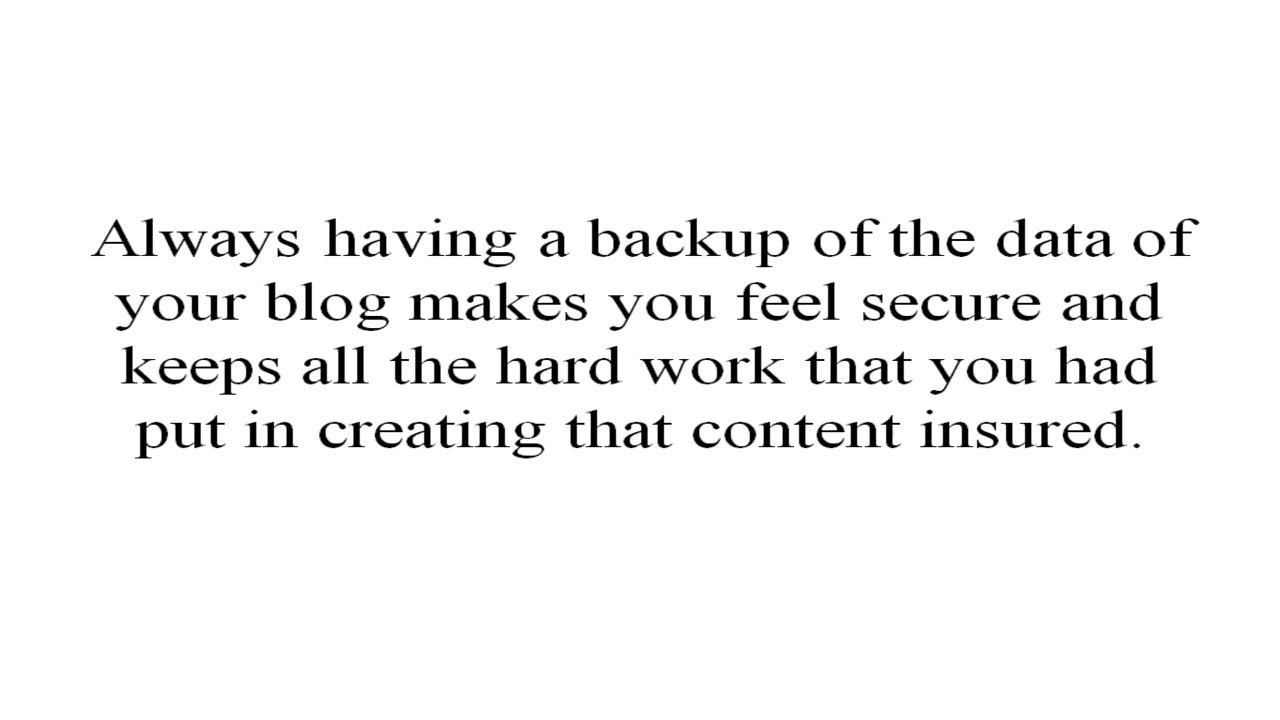 Always having a backup of the data of
your blog makes you feel secure and
keeps all the hard work that you had
put in creating that content insured.